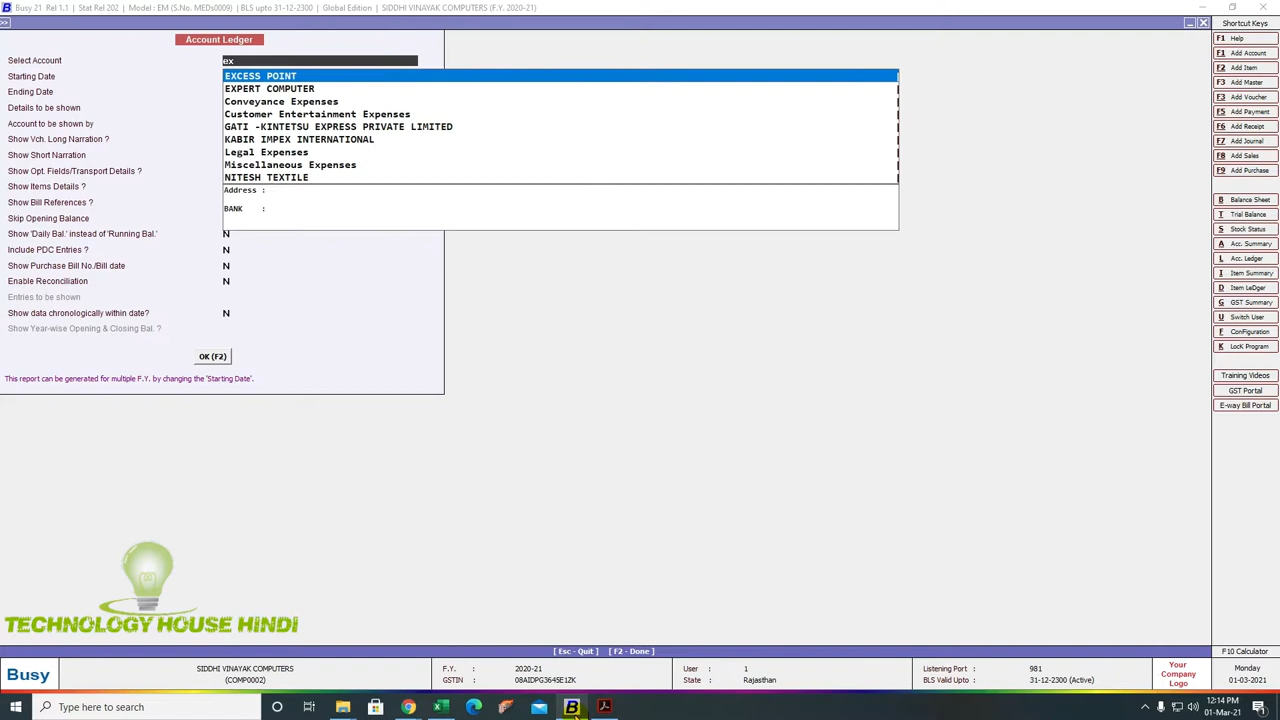 Busy 21 Rel 1.1 | Stat Rel 202 | Model : EM (S.No. MEDs0009) | BLS upto 31-12-2300 | Global Edition | SIDDHI VINAYAK COMPUTERS (F.Y. 2020-21)
>>
Account Ledger
Select Account ex
Starting Date
Ending Date
Details to be shown
Account to be shown by
Show Vch. Long Narration ?
Show Short Narration
Show Opt. Fields/Transport Details ?
Show Items Details ?
Show Bill References ?
Skip Opening Balance
Show 'Daily Bal.' instead of 'Running Bal.' N
Include PDC Entries ? N
Show Purchase Bill No./Bill date N
Enable Reconciliation N
Entries to be shown
Show data chronologically within date? N
Show Year-wise Opening & Closing Bal. ?
OK (F2)
This report can be generated for multiple F.Y. by changing the 'Starting Date'.
EXCESS POINT
EXPERT COMPUTER
Conveyance Expenses
Customer Entertainment Expenses
GATI -KINTETSU EXPRESS PRIVATE LIMITED
KABIR IMPEX INTERNATIONAL
Legal Expenses
Miscellaneous Expenses
NITESH TEXTILE
Address :
BANK :
Shortcut Keys
F1 Help
F1 Add Account
F2 Add Item
F3 Add Master
F3 Add Voucher
F5 Add Payment
F6 Add Receipt
F7 Add Journal
F8 Add Sales
F9 Add Purchase
B Balance Sheet
T Trial Balance
S Stock Status
A Acc. Summary
L Acc. Ledger
I Item Summary
D Item LeDger
G GST Summary
U Switch User
F ConFiguration
K LocK Program
Training Videos
GST Portal
E-way Bill Portal
TECHNOLOGY HOUSE HINDI
[ Esc - Quit ] [ F2 - Done ]
F10 Calculator
Busy
SIDDHI VINAYAK COMPUTERS
(COMP0002)
F.Y. : 2020-21
GSTIN : 08AIDPG3645E1ZK
User : 1
State : Rajasthan
Listening Port : 981
BLS Valid Upto : 31-12-2300 (Active)
Your
Company
Logo
Monday
01-03-2021
Type here to search
12:14 PM
01-Mar-21